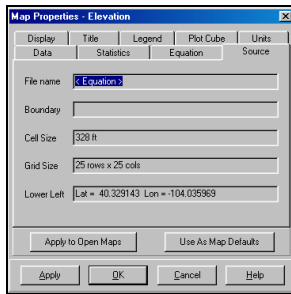 Map Properties - Elevation
Display Title Legend Plot Cube Units
Data Statistics Equation Source
File name < Equation >
Boundary
Cell Size 328 ft
Grid Size 25 rows x 25 cols
Lower Left Lat = 40.329143 Lon = -104.035969
Apply to Open Maps Use As Map Defaults
Apply OK Cancel Help